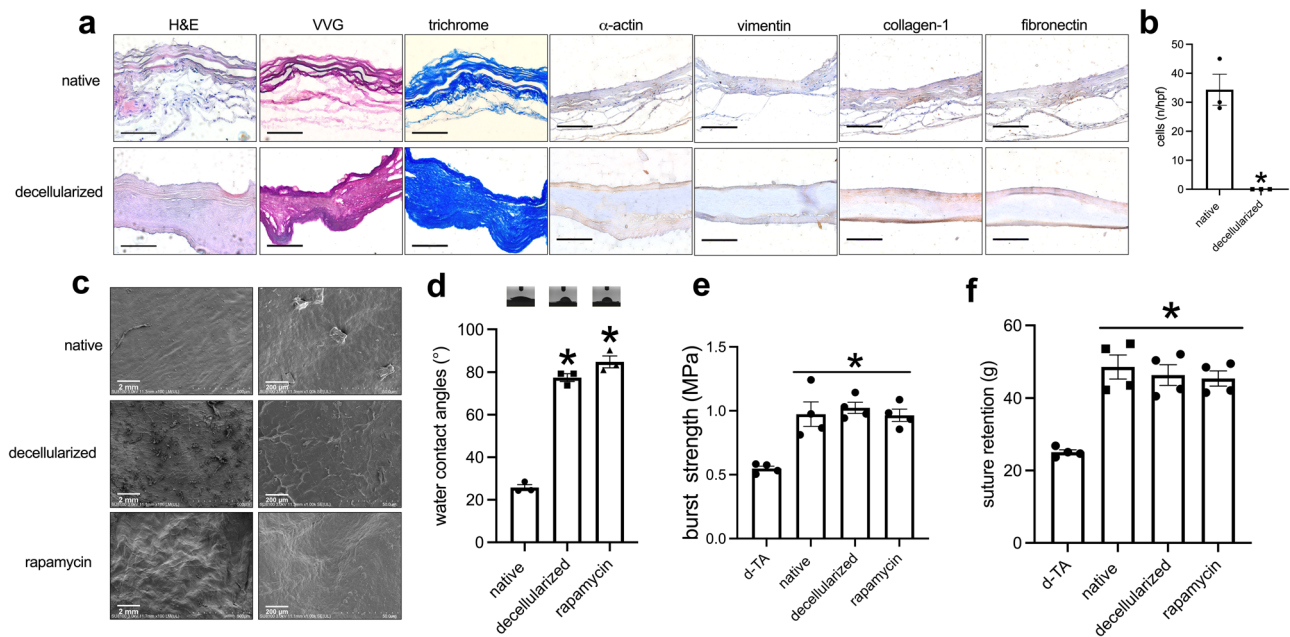 a
H&E
VVG
trichrome
α-actin
vimentin
collagen-1
fibronectin
native
decellularized
b
cells (n/hpf)
50
40
30
20
10
0
*
native
decellularized
c
native
2 mm
200 µm
decellularized
2 mm
200 µm
rapamycin
2 mm
200 µm
d
water contact angles (°)
100
80
60
40
20
0
*
*
native
decellularized
rapamycin
e
burst strength (MPa)
1.5
1.0
0.5
0.0
*
d-TA
native
decellularized
rapamycin
f
suture retention (g)
60
40
20
0
*
d-TA
native
decellularized
rapamycin